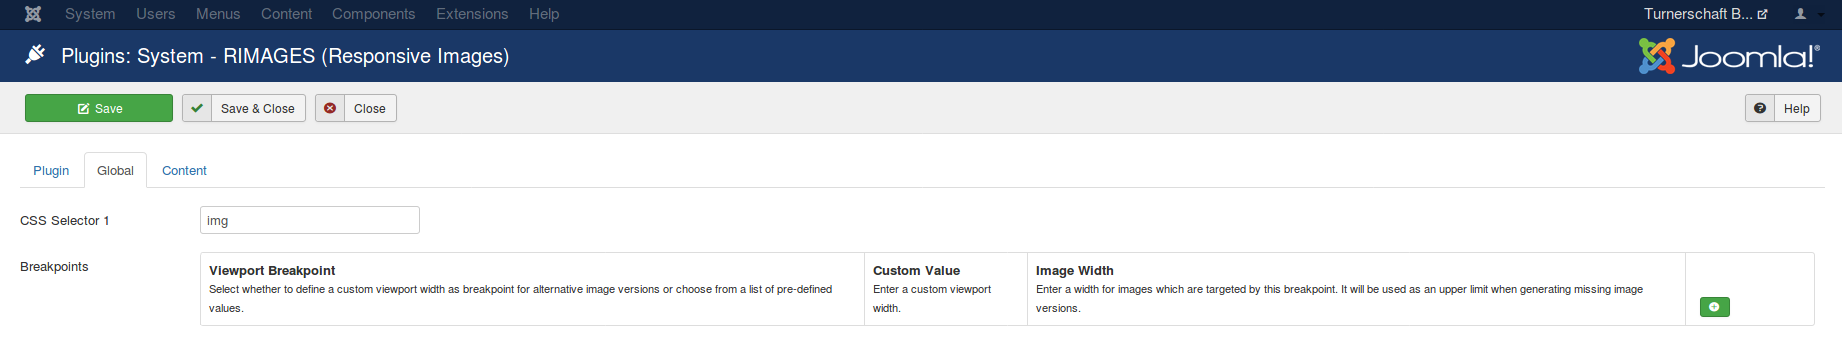 System Users Menus Content Components Extensions Help Turnerschaft B...
Plugins: System - RIMAGES (Responsive Images) Joomla!®
Save Save & Close Close Help
Plugin Global Content
CSS Selector 1 img
Breakpoints Viewport Breakpoint Custom Value Image Width
Select whether to define a custom viewport width as breakpoint for alternative image versions or choose from a list of pre-defined Enter a custom viewport Enter a width for images which are targeted by this breakpoint. It will be used as an upper limit when generating missing image
values. width. versions.